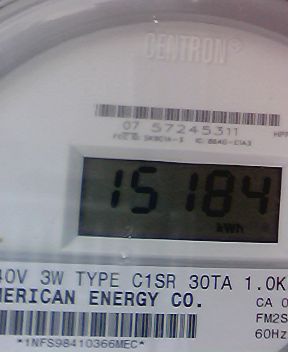 CENTRON®
07 57245311
15184
kWh
40V 3W TYPE C1SR 30TA 1.0K
MERICAN ENERGY CO.
CA 0
FM2S
60Hz
*1NFS98410366MEC*